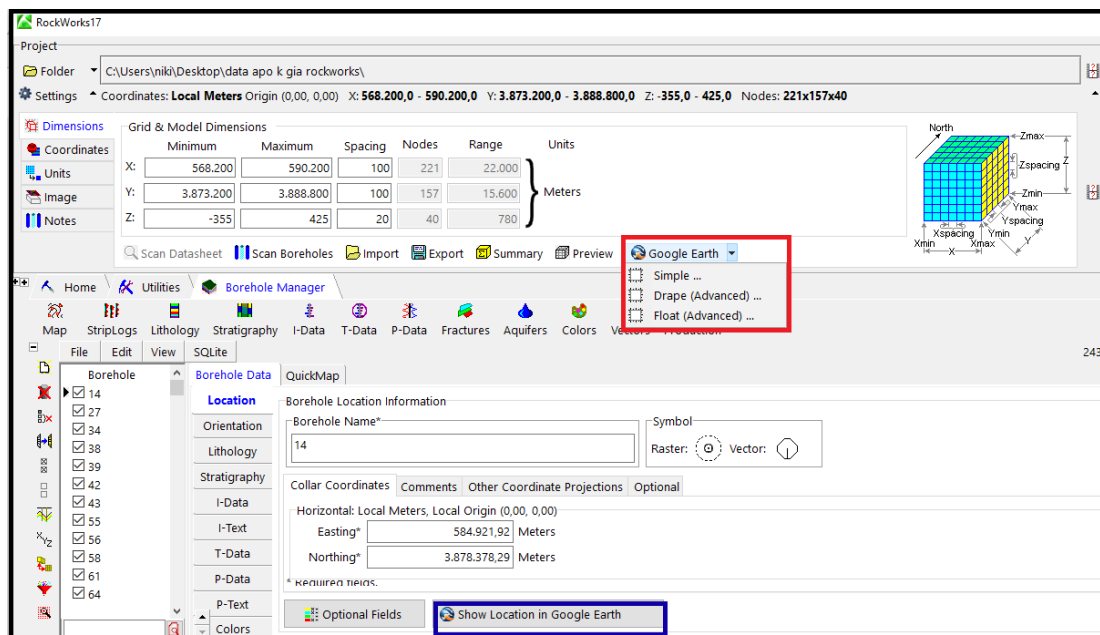 RockWorks17
Project
Folder C:\Users\niki\Desktop\data apo k gia rockworks\
Settings Coordinates: Local Meters Origin (0,00, 0,00) X: 568.200,0 - 590.200,0 Y: 3.873.200,0 - 3.888.800,0 Z: -355,0 - 425,0 Nodes: 221x157x40
Dimensions
Coordinates
Units
Image
Notes
Grid & Model Dimensions
Minimum Maximum Spacing Nodes Range Units
X: 568.200 590.200 100 221 22.000
Y: 3.873.200 3.888.800 100 157 15.600 Meters
Z: -355 425 20 40 780
North
Zmax
Zspacing Z
Zmin
Ymax
Yspacing
Xspacing Ymin
Xmin X Xmax Y
Scan Datasheet Scan Boreholes Import Export Summary Preview Google Earth
Simple ...
Drape (Advanced) ...
Float (Advanced) ...
Home Utilities Borehole Manager
Map StripLogs Lithology Stratigraphy I-Data T-Data P-Data Fractures Aquifers Colors Vectors Production
File Edit View SQLite 243
Borehole
14
27
34
38
39
42
43
55
56
58
61
64
Borehole Data QuickMap
Location
Orientation
Lithology
Stratigraphy
I-Data
I-Text
T-Data
P-Data
P-Text
Colors
Borehole Location Information
Borehole Name*
14
Symbol
Raster: Vector:
Collar Coordinates Comments Other Coordinate Projections Optional
Horizontal: Local Meters, Local Origin (0,00, 0,00)
Easting* 584.921,92 Meters
Northing* 3.878.378,29 Meters
* Required fields.
Optional Fields Show Location in Google Earth
XYZ